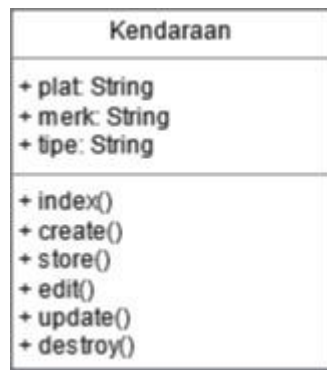 Kendaraan
+ plat: String
+ merk: String
+ tipe: String
+ index()
+ create()
+ store()
+ edit()
+ update()
+ destroy()